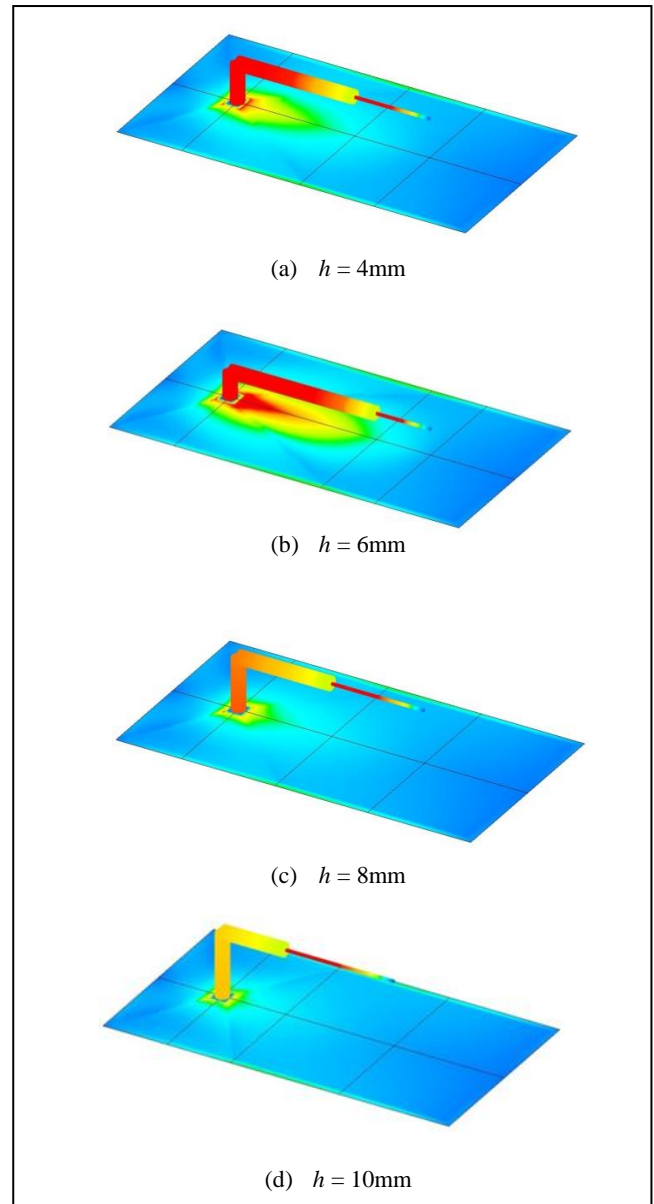 (a) h = 4mm
(b) h = 6mm
(c) h = 8mm
(d) h = 10mm